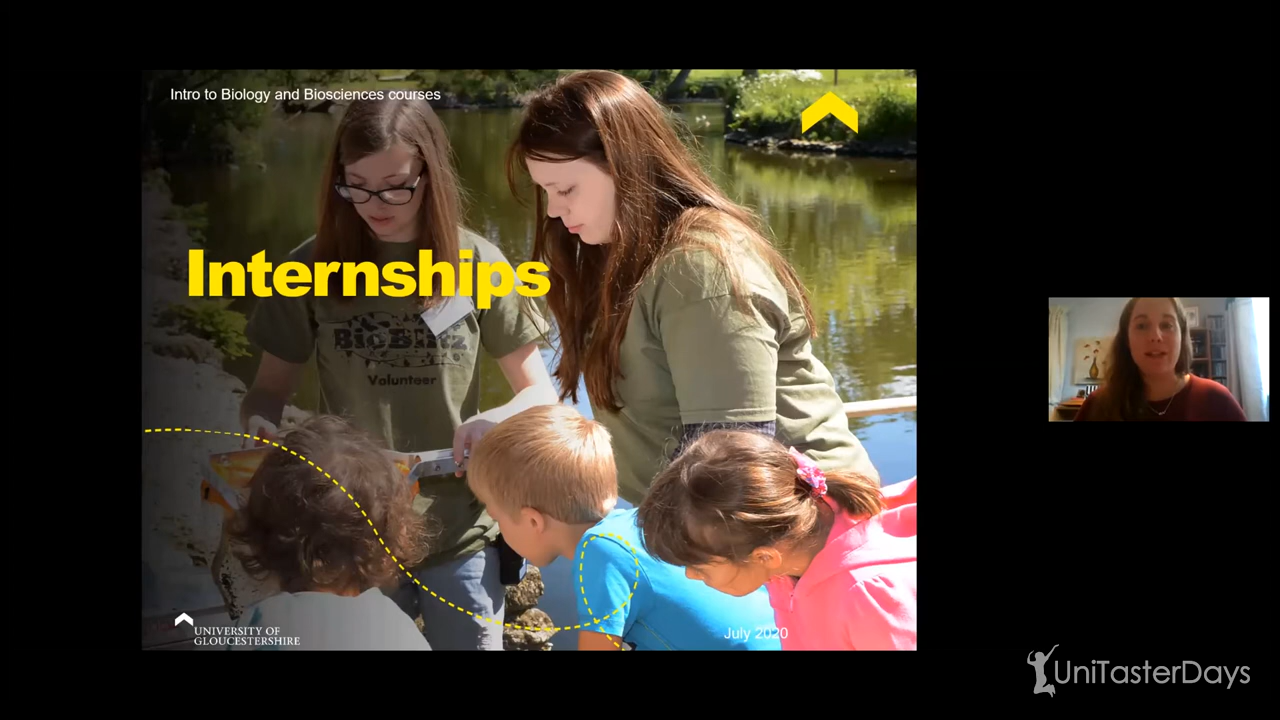 Intro to Biology and Biosciences courses
Internships
BioBlitz
Volunteer
UNIVERSITY OF
GLOUCESTERSHIRE
July 2020
UniTasterDays